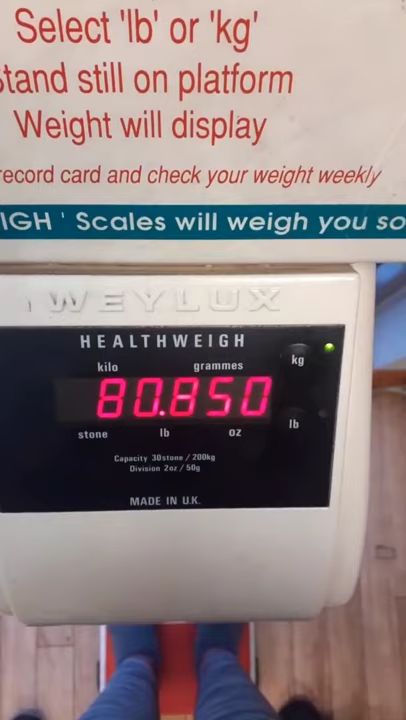 Select 'lb' or 'kg'
tand still on platform
Weight will display
record card and check your weight weekly
IGH ' Scales will weigh you so
WEYLUX
HEALTHWEIGH
kilo grammes kg
80.850
stone lb oz lb
Capacity 30stone / 200kg
Division 2oz / 50g
MADE IN U.K.